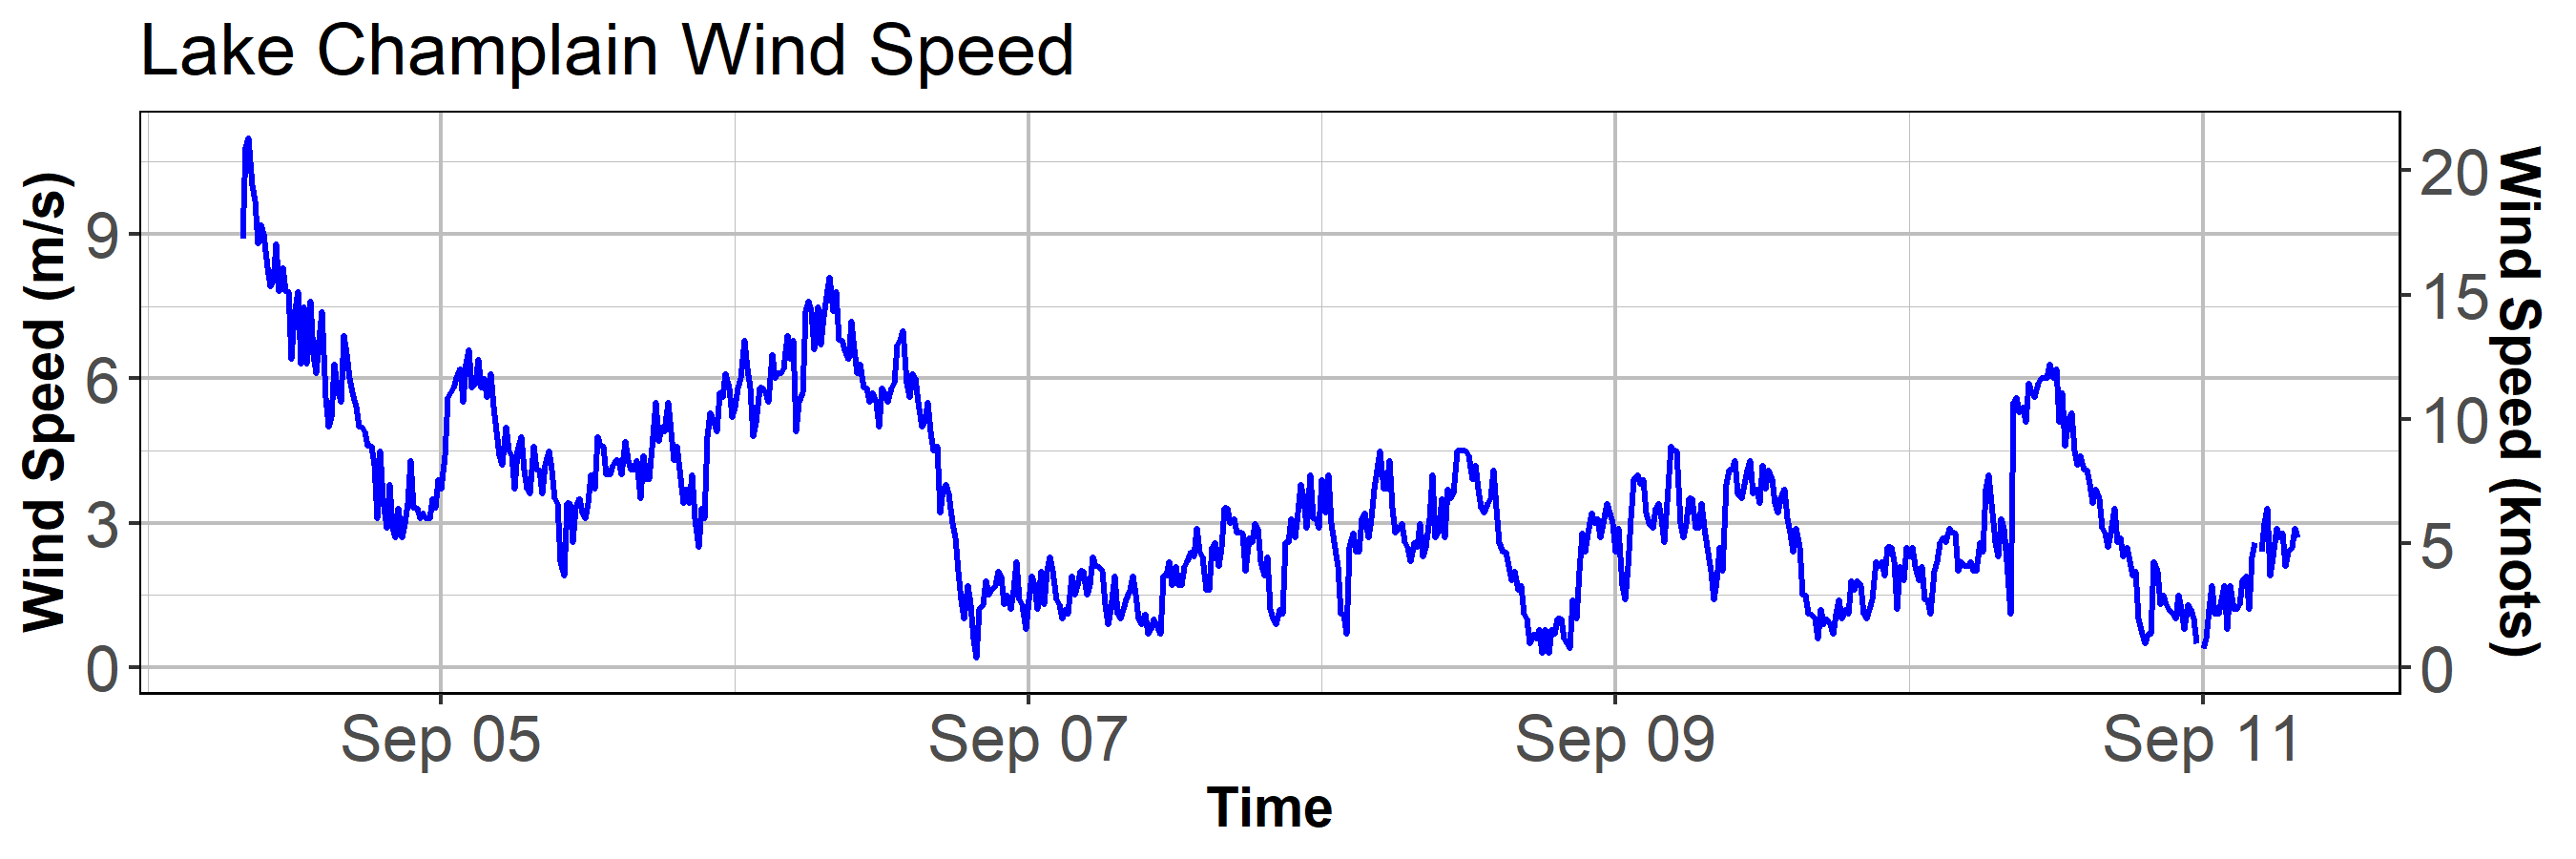 Lake Champlain Wind Speed
Wind Speed (m/s)
9
6
3
0
20
15
10
5
0
Wind Speed (knots)
Sep 05 Sep 07 Sep 09 Sep 11
Time